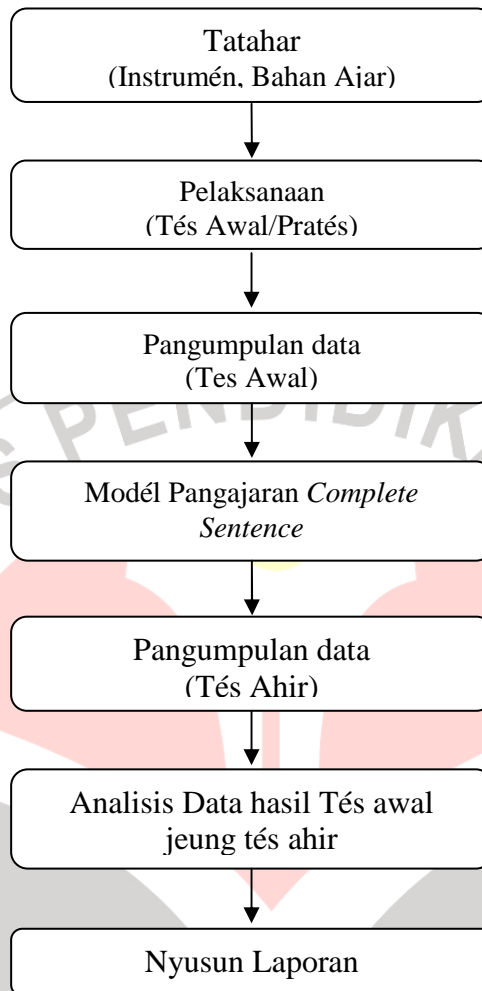 Tatahar
(Instrumén, Bahan Ajar)
Pelaksanaan
(Tés Awal/Pratés)
Pangumpulan data
(Tes Awal)
Modél Pangajaran Complete
Sentence
Pangumpulan data
(Tés Ahir)
Analisis Data hasil Tés awal
jeung tés ahir
Nyusun Laporan